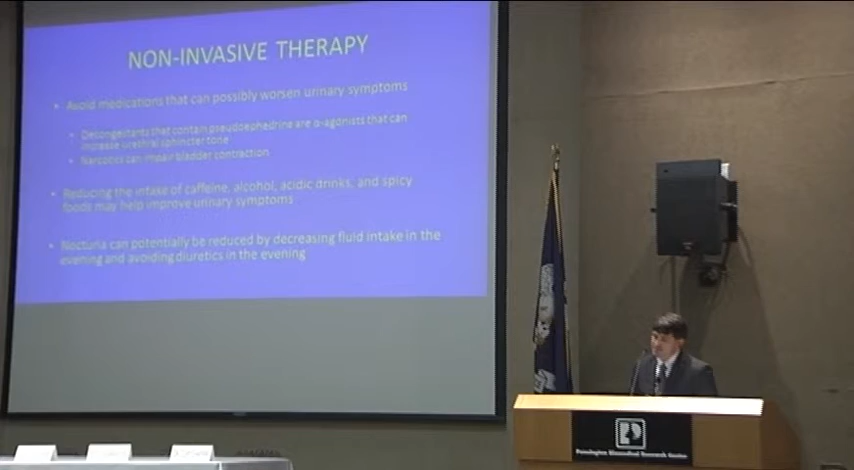 NON-INVASIVE THERAPY
• Avoid medications that can possibly worsen urinary symptoms
• Decongestants that contain pseudoephedrine are α-agonists that can
increase urethral sphincter tone
• Narcotics can impair bladder contraction
• Reducing the intake of caffeine, alcohol, acidic drinks, and spicy
foods may help improve urinary symptoms
• Nocturia can potentially be reduced by decreasing fluid intake in the
evening and avoiding diuretics in the evening
Pennington Biomedical Research Center